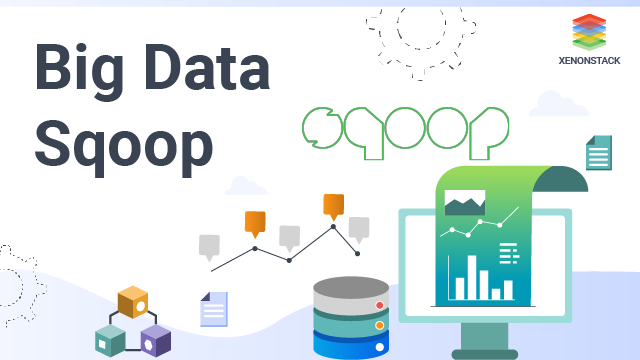 Big Data
Sqoop
sqoop
XENONSTACK